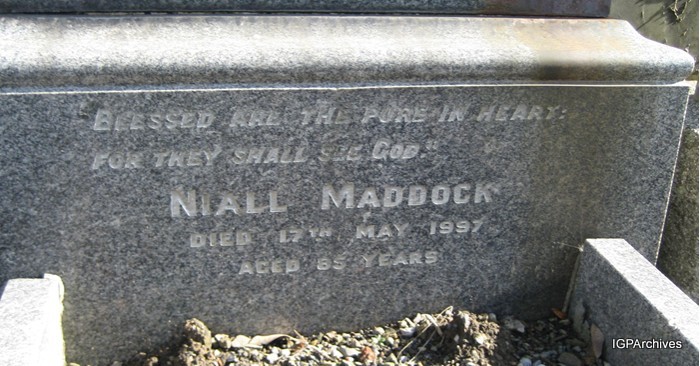 "Blessed are the pure in heart:
for they shall see God."
Niall Maddock
Died 17th May 1997
Aged 85 Years
IGPArchives